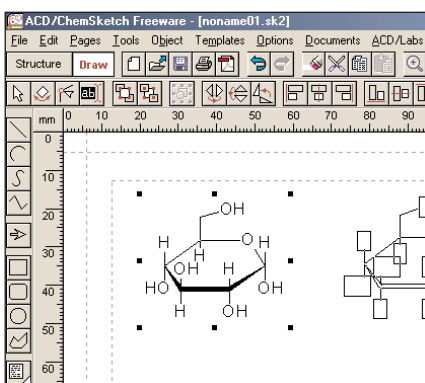 ACD/ChemSketch Freeware - [noname01.sk2]
File Edit Pages Tools Object Templates Options Documents ACD/Labs
Structure Draw
ab
mm 0 10 20 30 40 50 60 70 80 90
0
10
20
30
40
50
60
OH
H O H
H
OH H
HO OH
H OH